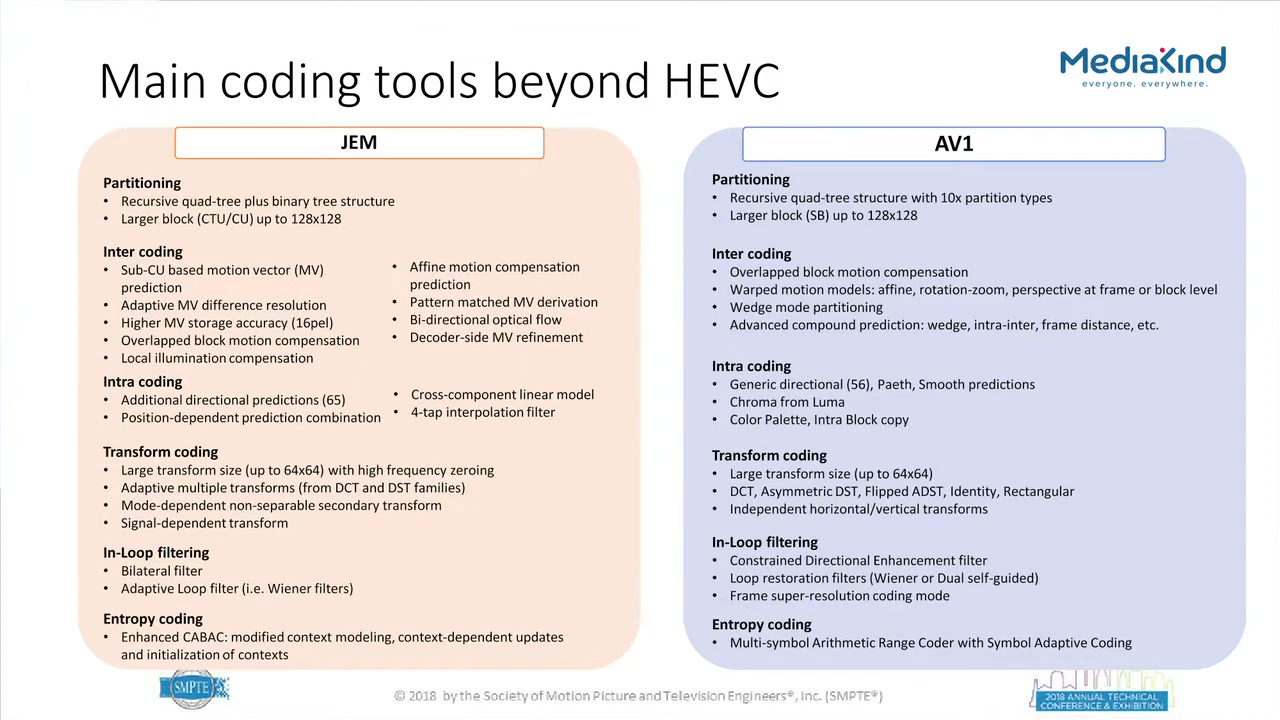 Main coding tools beyond HEVC
MEDIAKIND
everyone. everywhere.
JEM
Partitioning
• Recursive quad-tree plus binary tree structure
• Larger block (CTU/CU) up to 128x128
Inter coding
• Sub-CU based motion vector (MV)
prediction
• Adaptive MV difference resolution
• Higher MV storage accuracy (16pel)
• Overlapped block motion compensation
• Local illumination compensation
• Affine motion compensation
prediction
• Pattern matched MV derivation
• Bi-directional optical flow
• Decoder-side MV refinement
Intra coding
• Additional directional predictions (65)
• Position-dependent prediction combination
• Cross-component linear model
• 4-tap interpolation filter
Transform coding
• Large transform size (up to 64x64) with high frequency zeroing
• Adaptive multiple transforms (from DCT and DST families)
• Mode-dependent non-separable secondary transform
• Signal-dependent transform
In-Loop filtering
• Bilateral filter
• Adaptive Loop filter (i.e. Wiener filters)
Entropy coding
• Enhanced CABAC: modified context modeling, context-dependent updates
and initialization of contexts
AV1
Partitioning
• Recursive quad-tree structure with 10x partition types
• Larger block (SB) up to 128x128
Inter coding
• Overlapped block motion compensation
• Warped motion models: affine, rotation-zoom, perspective at frame or block level
• Wedge mode partitioning
• Advanced compound prediction: wedge, intra-inter, frame distance, etc.
Intra coding
• Generic directional (56), Paeth, Smooth predictions
• Chroma from Luma
• Color Palette, Intra Block copy
Transform coding
• Large transform size (up to 64x64)
• DCT, Asymmetric DST, Flipped ADST, Identity, Rectangular
• Independent horizontal/vertical transforms
In-Loop filtering
• Constrained Directional Enhancement filter
• Loop restoration filters (Wiener or Dual self-guided)
• Frame super-resolution coding mode
Entropy coding
• Multi-symbol Arithmetic Range Coder with Symbol Adaptive Coding
SMPTE
© 2018 by the Society of Motion Picture and Television Engineers®, Inc. (SMPTE®)
2018 ANNUAL TECHNICAL
CONFERENCE & EXHIBITION